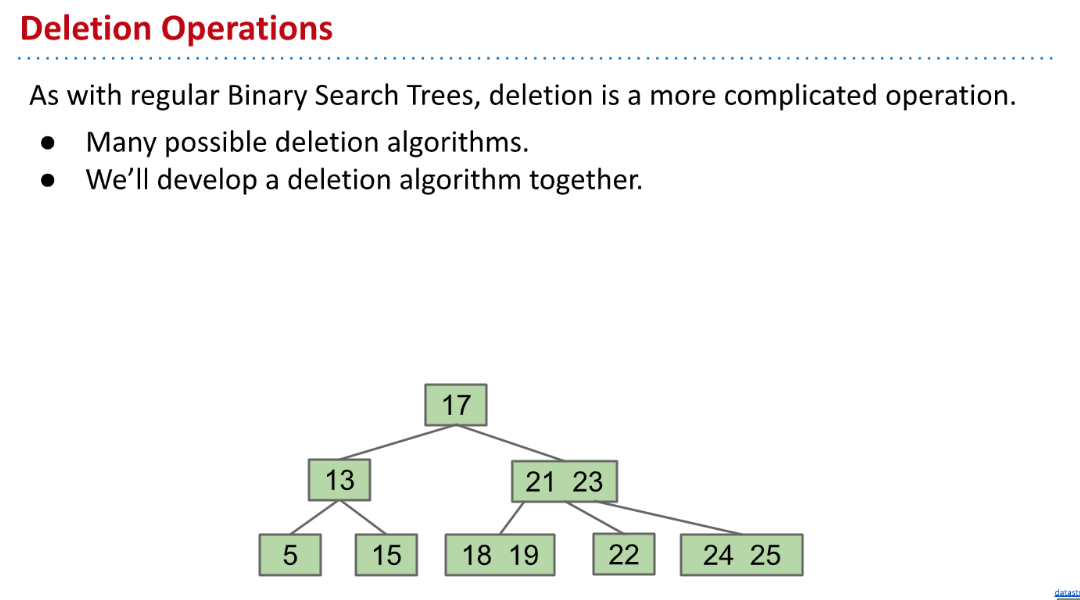 Deletion Operations
As with regular Binary Search Trees, deletion is a more complicated operation.
● Many possible deletion algorithms.
● We’ll develop a deletion algorithm together.
17
13 21 23
5 15 18 19 22 24 25
datast